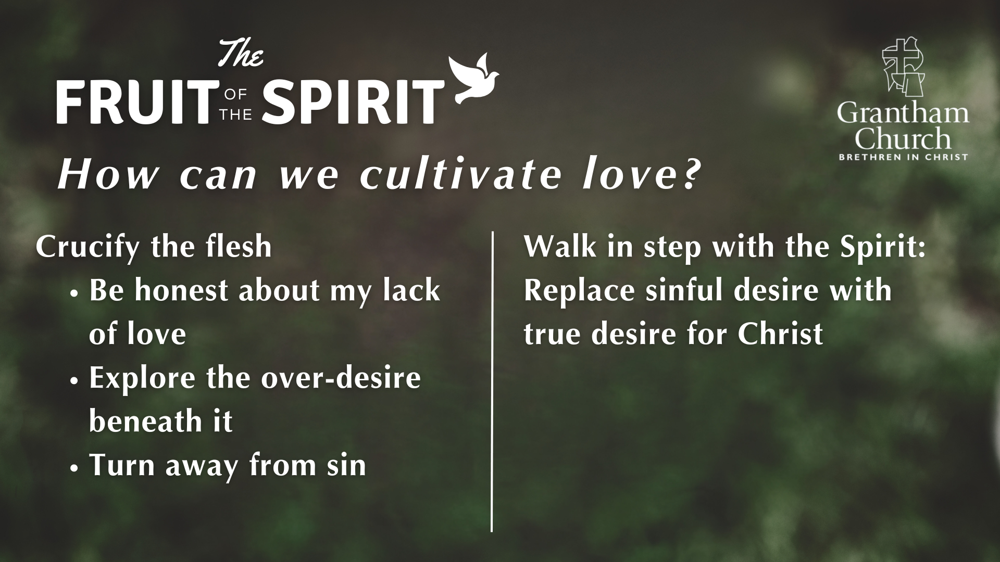 The
FRUIT OF THE SPIRIT
Grantham
Church
BRETHREN IN CHRIST
How can we cultivate love?
Crucify the flesh
• Be honest about my lack
of love
• Explore the over-desire
beneath it
• Turn away from sin
Walk in step with the Spirit:
Replace sinful desire with
true desire for Christ